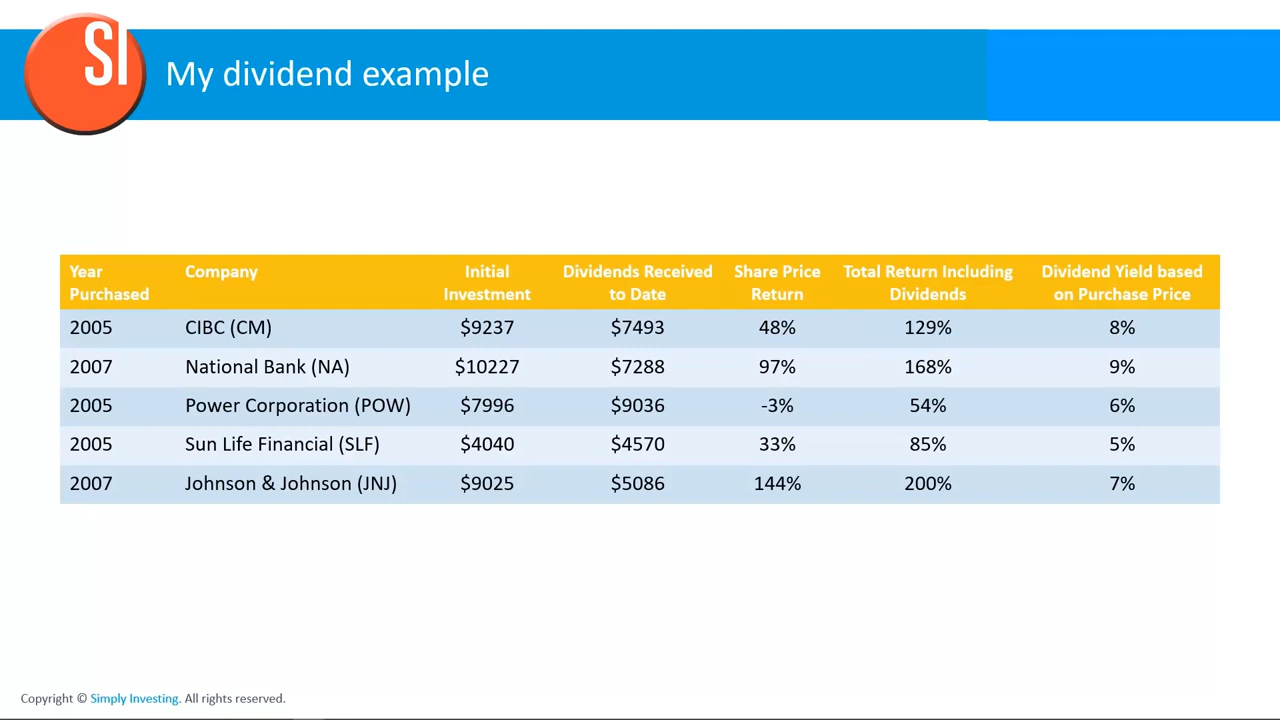 SI
My dividend example
Year Purchased Company Initial Investment Dividends Received to Date Share Price Return Total Return Including Dividends Dividend Yield based on Purchase Price
2005 CIBC (CM) $9237 $7493 48% 129% 8%
2007 National Bank (NA) $10227 $7288 97% 168% 9%
2005 Power Corporation (POW) $7996 $9036 -3% 54% 6%
2005 Sun Life Financial (SLF) $4040 $4570 33% 85% 5%
2007 Johnson & Johnson (JNJ) $9025 $5086 144% 200% 7%
Copyright © Simply Investing. All rights reserved.